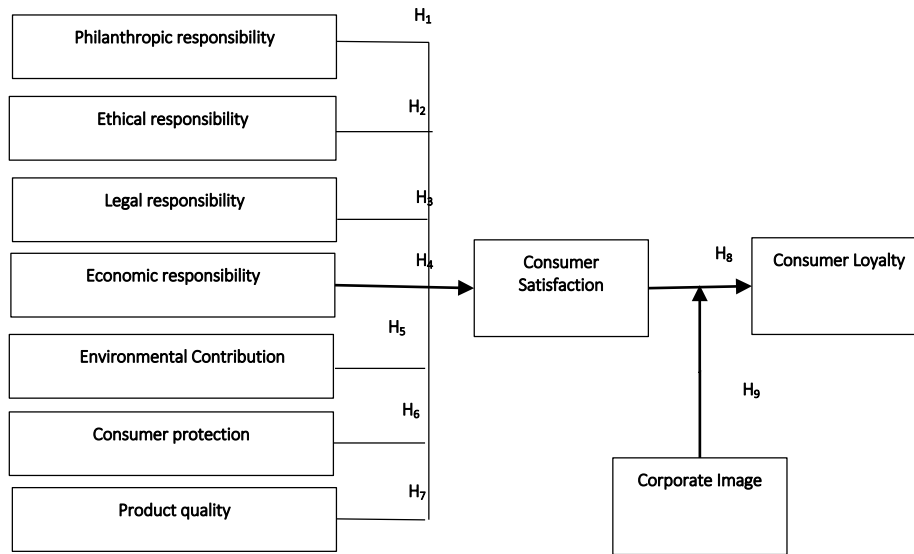 H₁
Philanthropic responsibility
H₂
Ethical responsibility
H₃
Legal responsibility
H₄
Economic responsibility
H₅
Environmental Contribution
H₆
Consumer protection
H₇
Product quality
Consumer
Satisfaction
H₈
Consumer Loyalty
H₉
Corporate Image